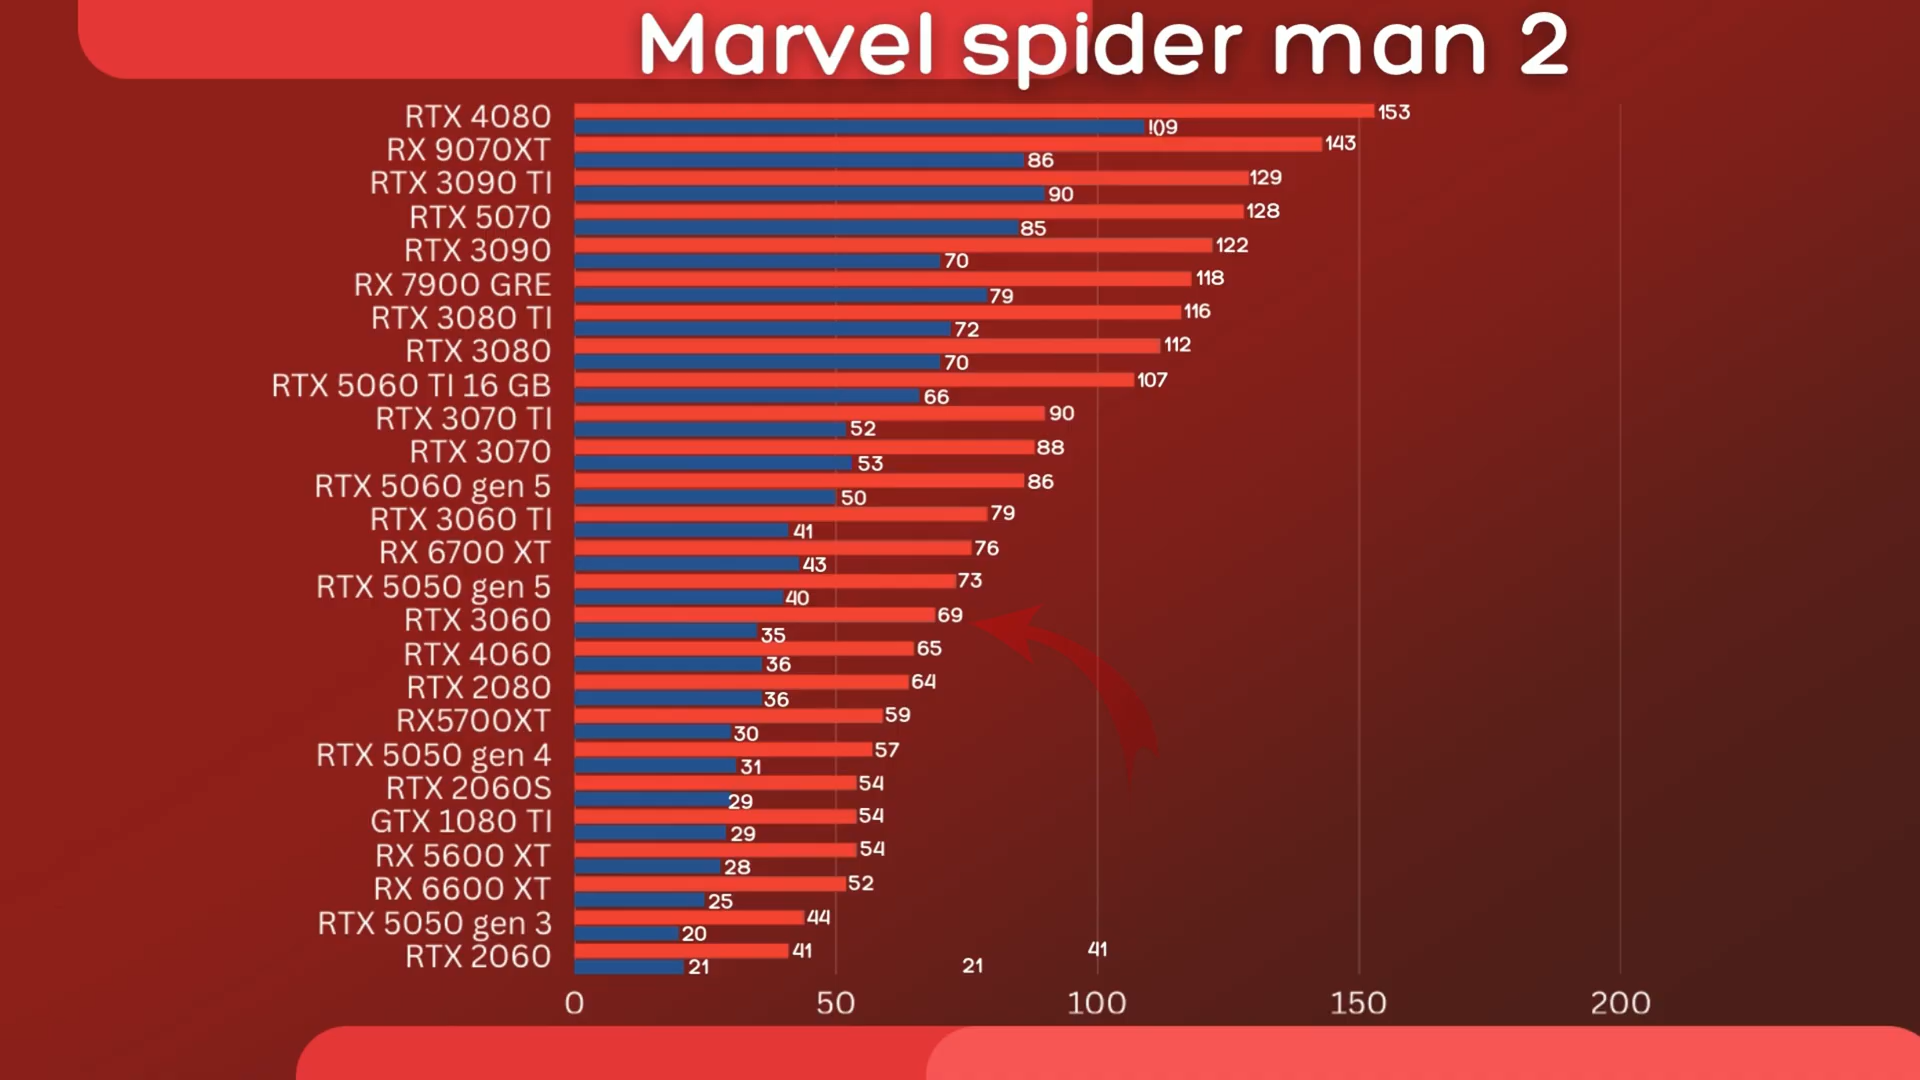 Marvel spider man 2
RTX 4080 153
!09
RX 9070XT 143
86
RTX 3090 TI 129
90
RTX 5070 128
85
RTX 3090 122
70
RX 7900 GRE 118
79
RTX 3080 TI 116
72
RTX 3080 112
70
RTX 5060 TI 16 GB 107
66
RTX 3070 TI 90
52
RTX 3070 88
53
RTX 5060 gen 5 86
50
RTX 3060 TI 79
41
RX 6700 XT 76
43
RTX 5050 gen 5 73
40
RTX 3060 69
35
RTX 4060 65
36
RTX 2080 64
36
RX5700XT 59
30
RTX 5050 gen 4 57
31
RTX 2060S 54
29
GTX 1080 TI 54
29
RX 5600 XT 54
28
RX 6600 XT 52
25
RTX 5050 gen 3 44
20
RTX 2060 41 41
21 21
0 50 100 150 200